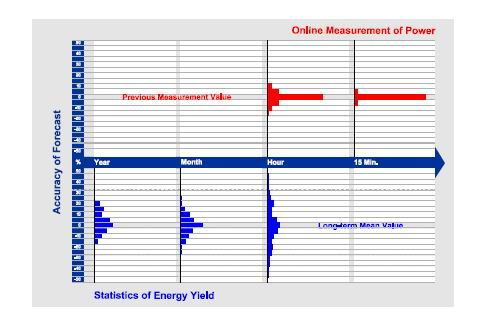 Online Measurement of Power
Previous Measurement Value
Accuracy of Forecast
% Year Month Hour 15 Min.
Long-term Mean Value
Statistics of Energy Yield